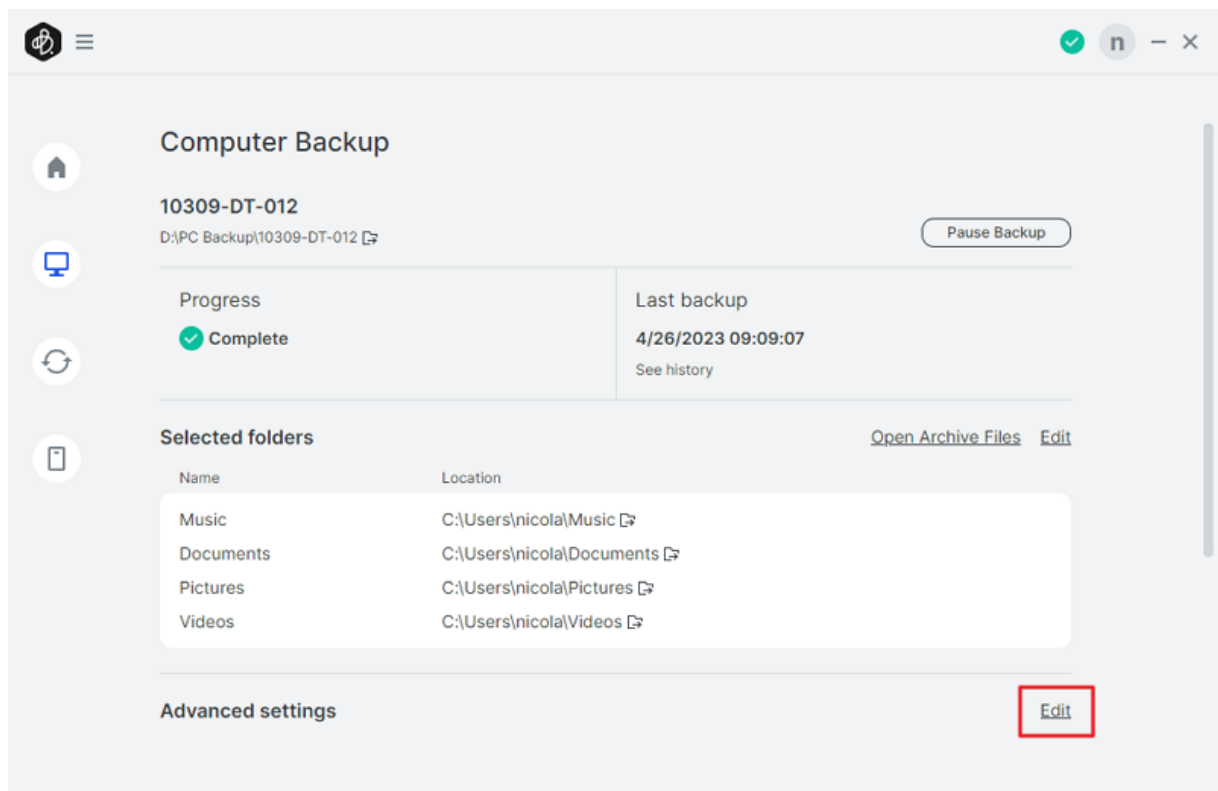 n
Computer Backup
10309-DT-012
D:\PC Backup\10309-DT-012
Pause Backup
Progress
Complete
Last backup
4/26/2023 09:09:07
See history
Selected folders Open Archive Files Edit
Name Location
Music C:\Users\nicola\Music
Documents C:\Users\nicola\Documents
Pictures C:\Users\nicola\Pictures
Videos C:\Users\nicola\Videos
Advanced settings Edit